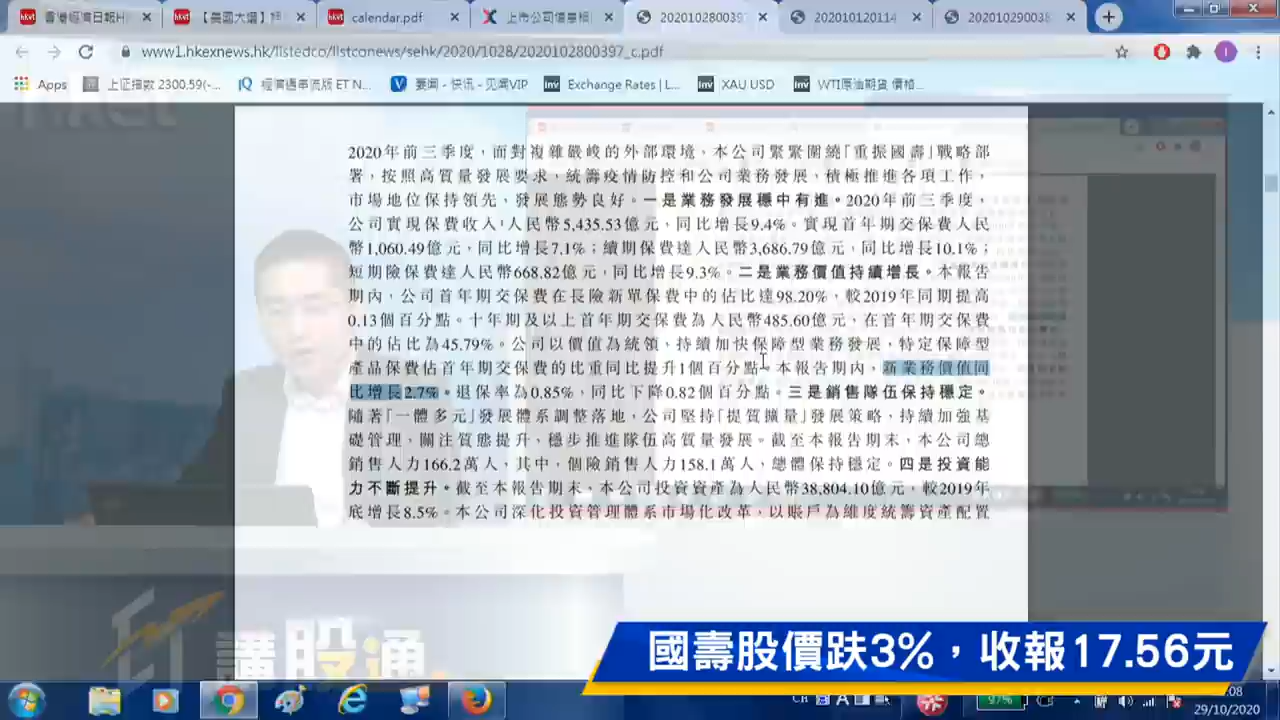 香港經濟日報H
calendar.pdf
上市公司信息
2020102800397
20201012011
2020102900385
www1.hkexnews.hk/listedco/listconews/sehk/2020/1028/2020102800397_c.pdf
Apps
上证指数 2300.59(-...
經濟通串流版 ET N...
要闻 - 快讯 - 见闻VIP
Exchange Rates | L...
XAU USD
WTI原油期貨 價格...
2020年前三季度，面對複雜嚴峻的外部環境，本公司緊緊圍繞「重振國壽」戰略部
署，按照高質量發展要求，統籌疫情防控和公司業務發展，積極推進各項工作，
市場地位保持領先，發展態勢良好。一是業務發展穩中有進。2020年前三季度，
公司實現保費收入人民幣5,435.53億元，同比增長9.4%。實現首年期交保費人民
幣1,060.49億元，同比增長7.1%；續期保費達人民幣3,686.79億元，同比增長10.1%；
短期險保費達人民幣668.82億元，同比增長9.3%。二是業務價值持續增長。本報告
期內，公司首年期交保費在長險新單保費中的佔比達98.20%，較2019年同期提高
0.13個百分點。十年期及以上首年期交保費為人民幣485.60億元，在首年期交保費
中的佔比為45.79%。公司以價值為統領，持續加快保障型業務發展，特定保障型
產品保費佔首年期交保費的比重同比提升1個百分點。本報告期內，新業務價值同
比增長2.7%。退保率為0.85%，同比下降0.82個百分點。三是銷售隊伍保持穩定。
隨著「一體多元」發展體系調整落地，公司堅持「提質擴量」發展策略，持續加強基
礎管理，關注質態提升，穩步推進隊伍高質量發展。截至本報告期末，本公司總
銷售人力166.2萬人，其中，個險銷售人力158.1萬人，總體保持穩定。四是投資能
力不斷提升。截至本報告期末，本公司投資資產為人民幣38,804.10億元，較2019年
底增長8.5%。本公司深化投資管理體系市場化改革，以賬戶為維度統籌資產配置
講股通
國壽股價跌3%，收報17.56元
CH
97%
:08
29/10/2020